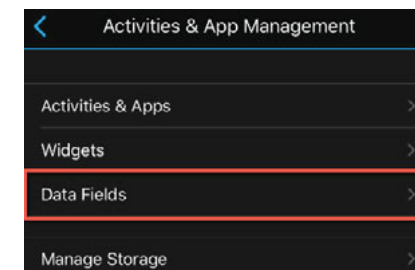 Activities & App Management
Activities & Apps
Widgets
Data Fields
Manage Storage